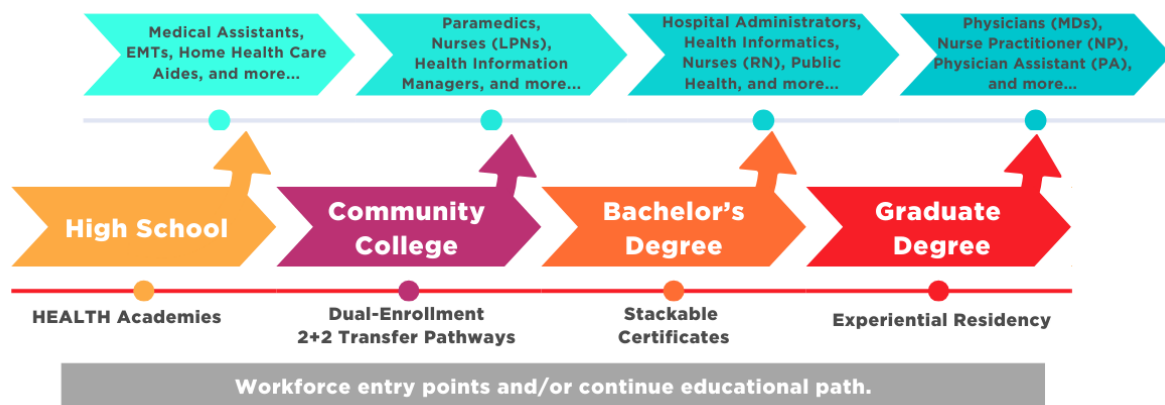 Medical Assistants,
EMTs, Home Health Care
Aides, and more...
Paramedics,
Nurses (LPNs),
Health Information
Managers, and more...
Hospital Administrators,
Health Informatics,
Nurses (RN), Public
Health, and more...
Physicians (MDs),
Nurse Practitioner (NP),
Physician Assistant (PA),
and more...
High School
Community
College
Bachelor's
Degree
Graduate
Degree
HEALTH Academies
Dual-Enrollment
2+2 Transfer Pathways
Stackable
Certificates
Experiential Residency
Workforce entry points and/or continue educational path.